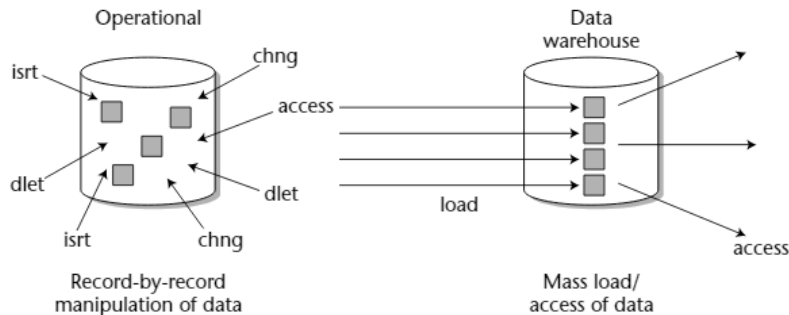 Operational
isrt
chng
access
dlet
dlet
isrt
chng
Record-by-record
manipulation of data
Data
warehouse
load
access
Mass load/
access of data